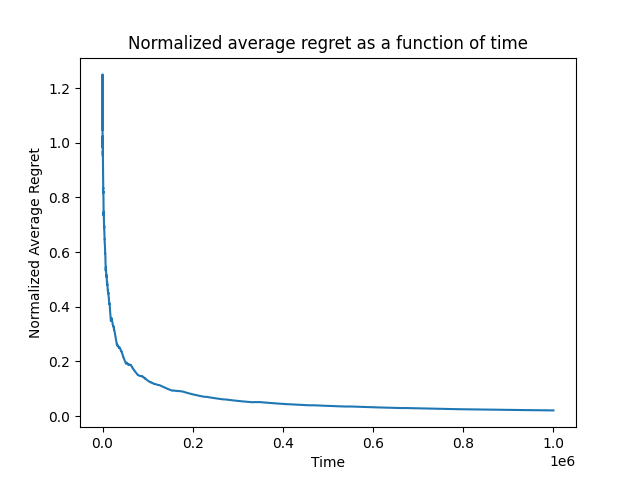 Normalized average regret as a function of time
Normalized Average Regret
1.2
1.0
0.8
0.6
0.4
0.2
0.0
0.0 0.2 0.4 0.6 0.8 1.0
1e6
Time